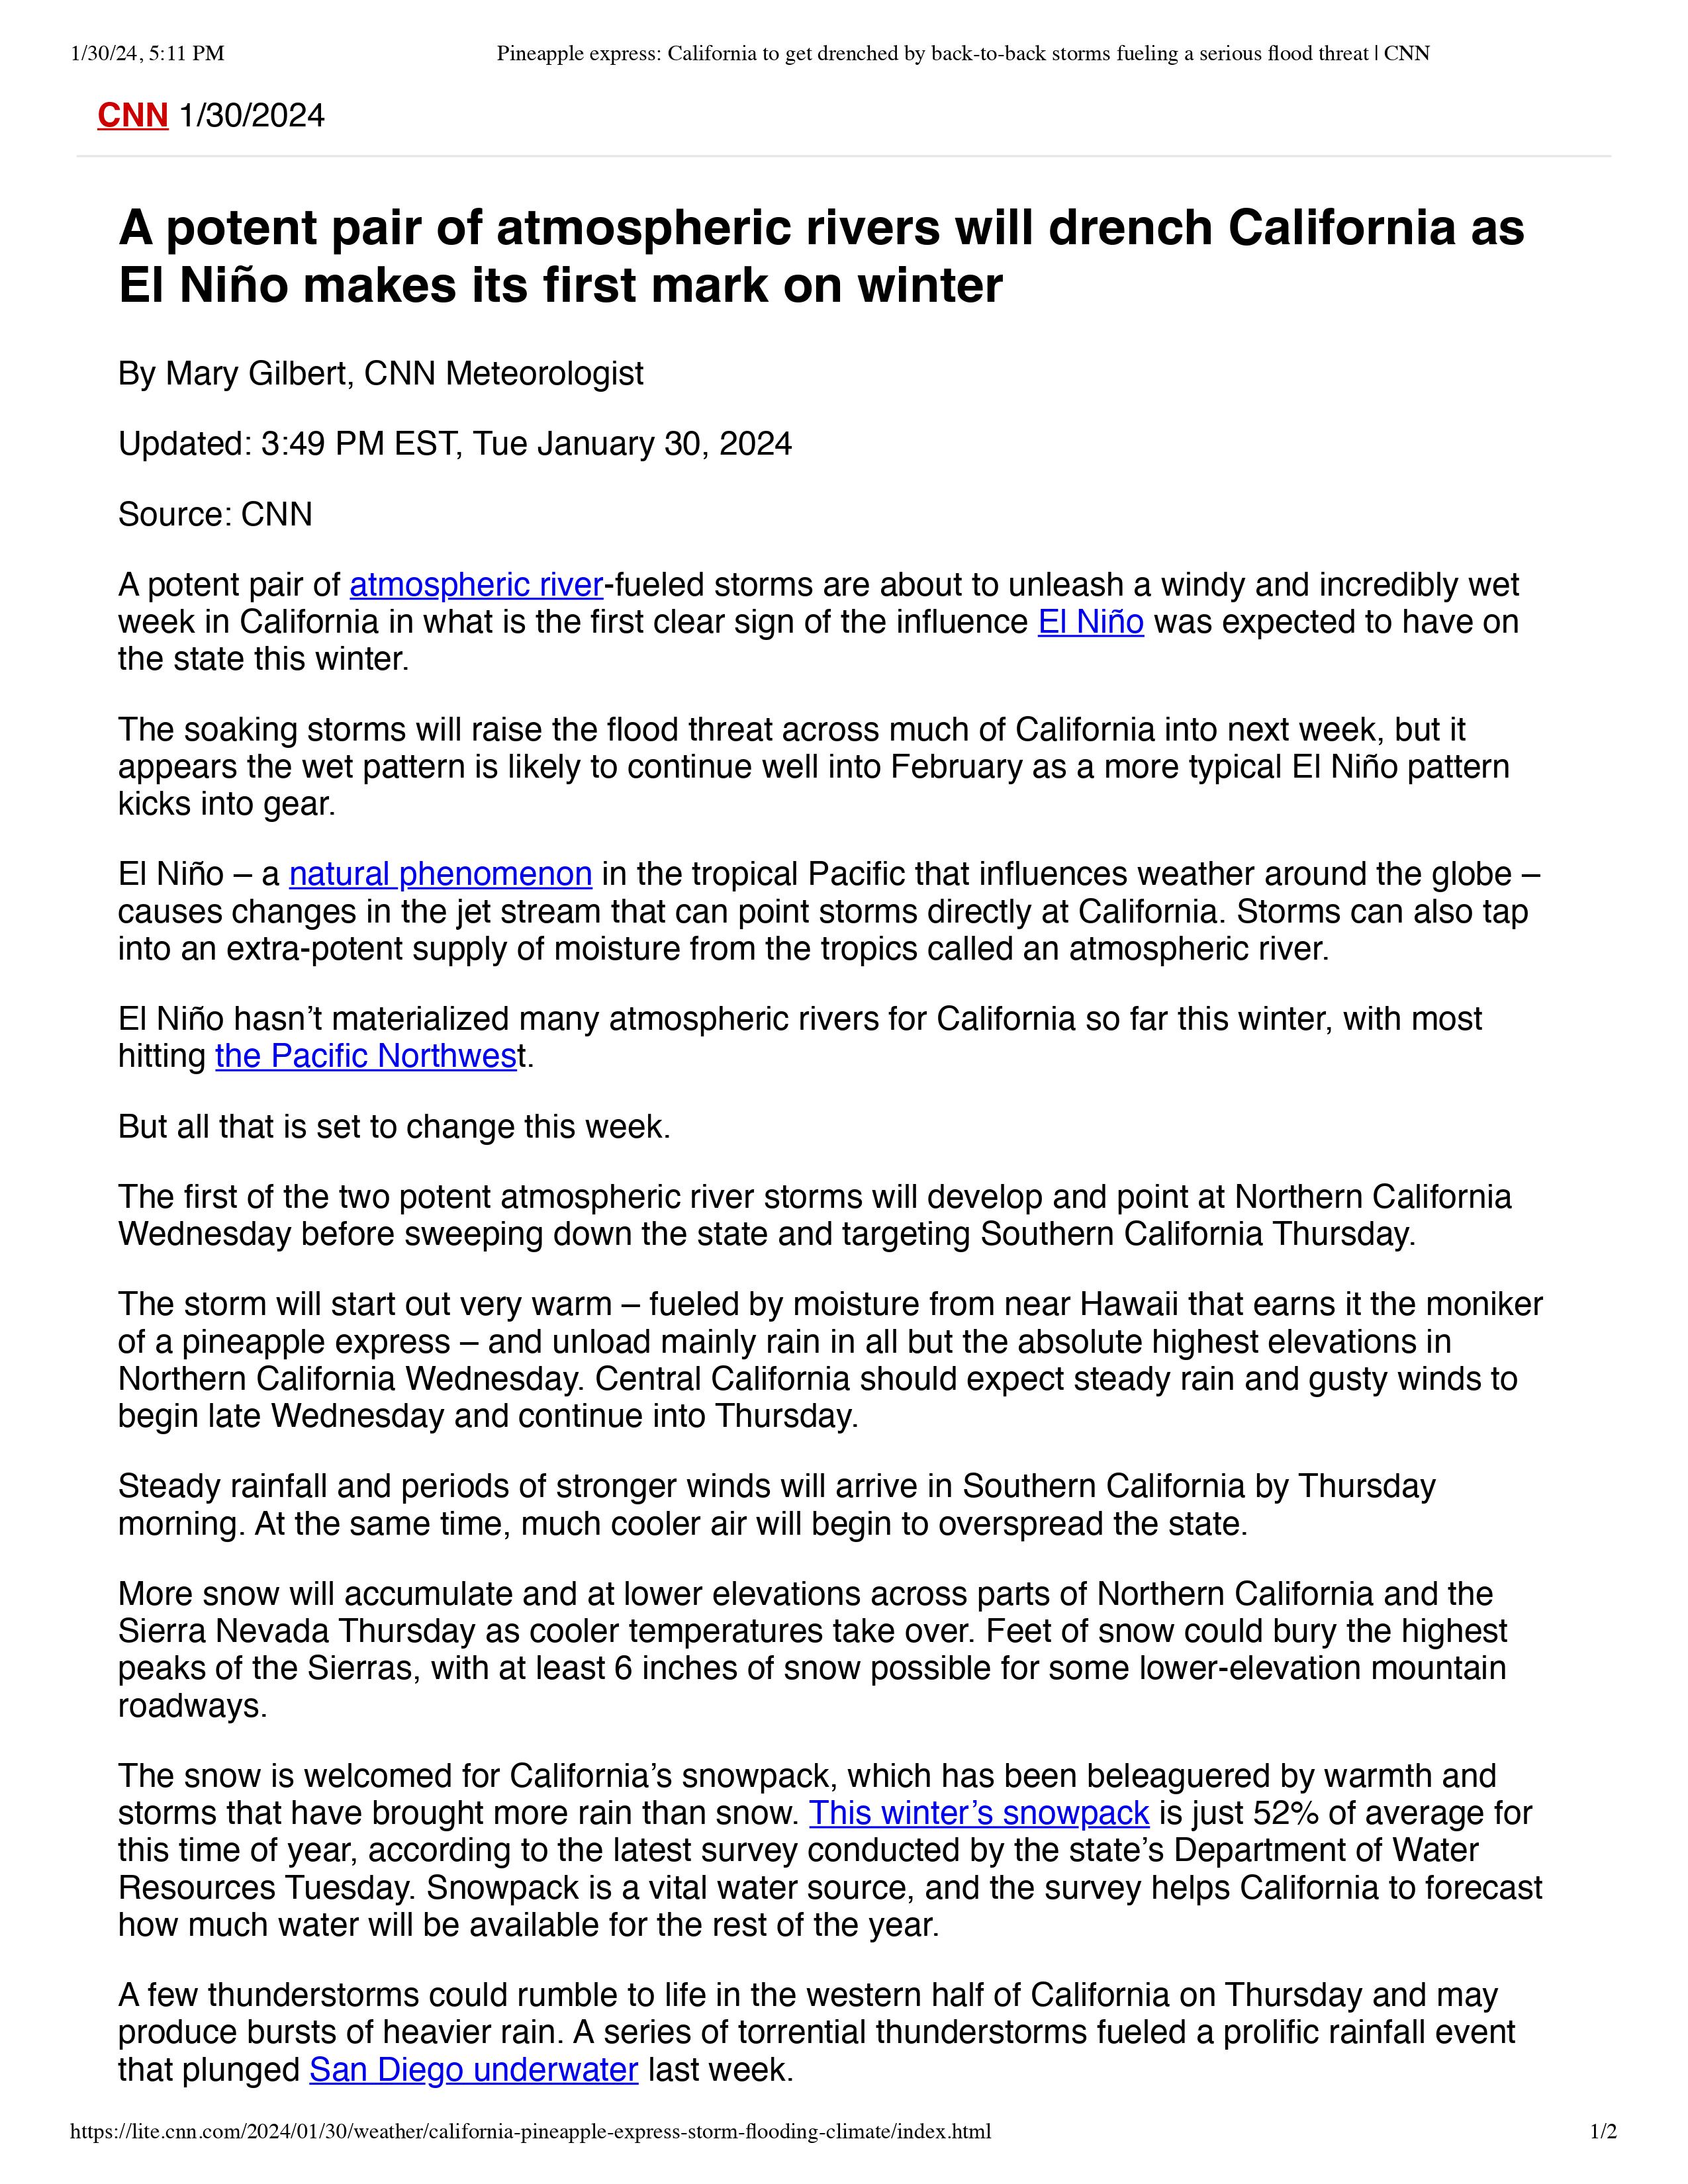 1/30/24, 5:11 PM Pineapple express: California to get drenched by back-to-back storms fueling a serious flood threat | CNN
CNN 1/30/2024
A potent pair of atmospheric rivers will drench California as
El Niño makes its first mark on winter
By Mary Gilbert, CNN Meteorologist
Updated: 3:49 PM EST, Tue January 30, 2024
Source: CNN
A potent pair of atmospheric river-fueled storms are about to unleash a windy and incredibly wet
week in California in what is the first clear sign of the influence El Niño was expected to have on
the state this winter.
The soaking storms will raise the flood threat across much of California into next week, but it
appears the wet pattern is likely to continue well into February as a more typical El Niño pattern
kicks into gear.
El Niño – a natural phenomenon in the tropical Pacific that influences weather around the globe –
causes changes in the jet stream that can point storms directly at California. Storms can also tap
into an extra-potent supply of moisture from the tropics called an atmospheric river.
El Niño hasn’t materialized many atmospheric rivers for California so far this winter, with most
hitting the Pacific Northwest.
But all that is set to change this week.
The first of the two potent atmospheric river storms will develop and point at Northern California
Wednesday before sweeping down the state and targeting Southern California Thursday.
The storm will start out very warm – fueled by moisture from near Hawaii that earns it the moniker
of a pineapple express – and unload mainly rain in all but the absolute highest elevations in
Northern California Wednesday. Central California should expect steady rain and gusty winds to
begin late Wednesday and continue into Thursday.
Steady rainfall and periods of stronger winds will arrive in Southern California by Thursday
morning. At the same time, much cooler air will begin to overspread the state.
More snow will accumulate and at lower elevations across parts of Northern California and the
Sierra Nevada Thursday as cooler temperatures take over. Feet of snow could bury the highest
peaks of the Sierras, with at least 6 inches of snow possible for some lower-elevation mountain
roadways.
The snow is welcomed for California’s snowpack, which has been beleaguered by warmth and
storms that have brought more rain than snow. This winter’s snowpack is just 52% of average for
this time of year, according to the latest survey conducted by the state’s Department of Water
Resources Tuesday. Snowpack is a vital water source, and the survey helps California to forecast
how much water will be available for the rest of the year.
A few thunderstorms could rumble to life in the western half of California on Thursday and may
produce bursts of heavier rain. A series of torrential thunderstorms fueled a prolific rainfall event
that plunged San Diego underwater last week.
https://lite.cnn.com/2024/01/30/weather/california-pineapple-express-storm-flooding-climate/index.html 1/2